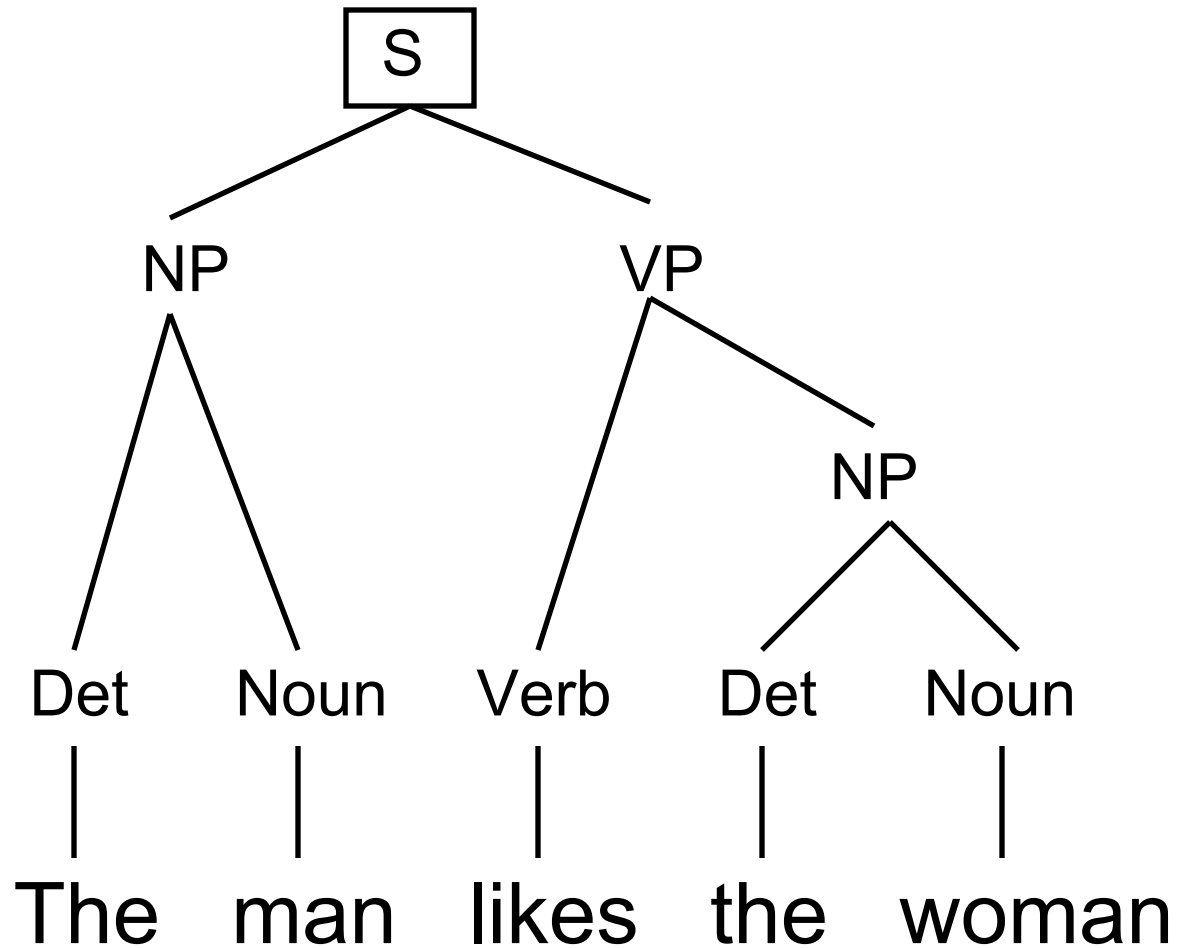 S
NP VP
NP
Det Noun Verb Det Noun
The man likes the woman